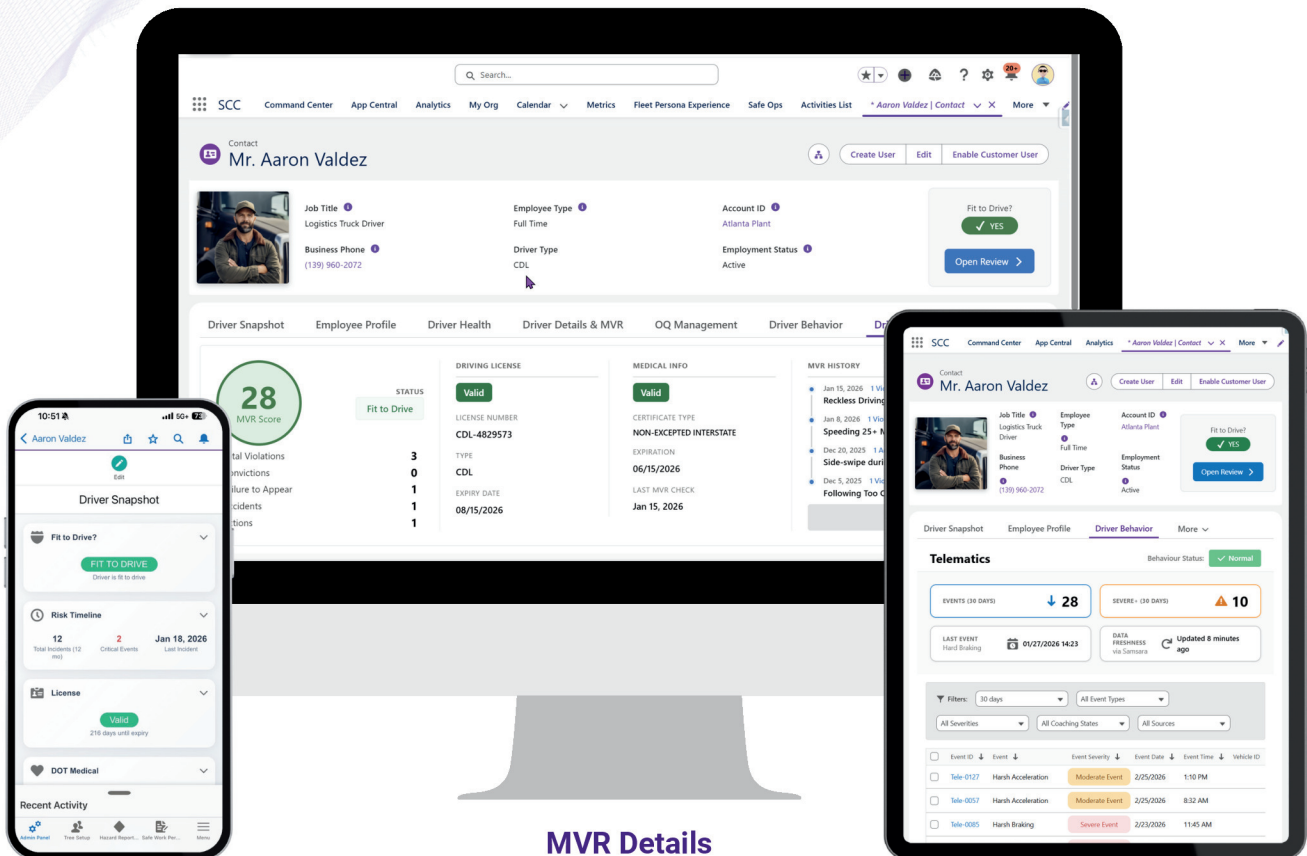 Search...
20+
SCC Command Center App Central Analytics My Org Calendar Metrics Fleet Persona Experience Safe Ops Activities List * Aaron Valdez | Contact More
Contact
Mr. Aaron Valdez
Create User Edit Enable Customer User
Job Title
Logistics Truck Driver
Employee Type
Full Time
Account ID
Atlanta Plant
Business Phone
(139) 960-2072
Driver Type
CDL
Employment Status
Active
Fit to Drive?
YES
Open Review
Driver Snapshot Employee Profile Driver Health Driver Details & MVR OQ Management Driver Behavior
28
MVR Score
STATUS
Fit to Drive
Violations 3
0
to Appear 1
1
1
DRIVING LICENSE
Valid
LICENSE NUMBER
CDL-4829573
TYPE
CDL
EXPIRY DATE
08/15/2026
MEDICAL INFO
Valid
CERTIFICATE TYPE
NON-EXCEPTED INTERSTATE
EXPIRATION
06/15/2026
LAST MVR CHECK
Jan 15, 2026
MVR HISTORY
Jan 15, 2026 1
Reckless Driving
Jan 8, 2026 1
Speeding 25+
Dec 20, 2025 1
Side-swipe
Dec 5, 2025 1
Following Too
10:51
5G+ 73
Aaron Valdez
Edit
Driver Snapshot
Fit to Drive?
FIT TO DRIVE
Driver is fit to drive
Risk Timeline
12 2 Jan 18, 2026
Total Incidents (12 mo) Critical Events Last Incident
License
Valid
216 days until expiry
DOT Medical
Recent Activity
Admin Panel Tree Setup Hazard Report... Safe Work Per... Menu
SCC Command Center App Central Analytics * Aaron Valdez | Contact More
Contact
Mr. Aaron Valdez
Create User Edit Enable Customer User
Job Title
Logistics Truck
Driver
Employee
Type
Full Time
Account ID
Atlanta Plant
Business
Phone
(139) 960-2072
Driver Type
CDL
Employment
Status
Active
Fit to Drive?
YES
Open Review
Driver Snapshot Employee Profile Driver Behavior More
Telematics
Behaviour Status: Normal
EVENTS (30 DAYS) 28
SEVERE+ (30 DAYS) 10
LAST EVENT
Hard Braking
01/27/2026 14:23
DATA
FRESHNESS
via Samsara
Updated 8 minutes
ago
Filters: 30 days All Event Types
All Severities All Coaching States All Sources
Event ID Event Event Severity Event Date Event Time Vehicle ID
Tele-0127 Harsh Acceleration Moderate Event 2/25/2026 1:10 PM
Tele-0057 Harsh Acceleration Moderate Event 2/25/2026 8:32 AM
Tele-0085 Harsh Braking Severe Event 2/23/2026 11:45 AM
MVR Details